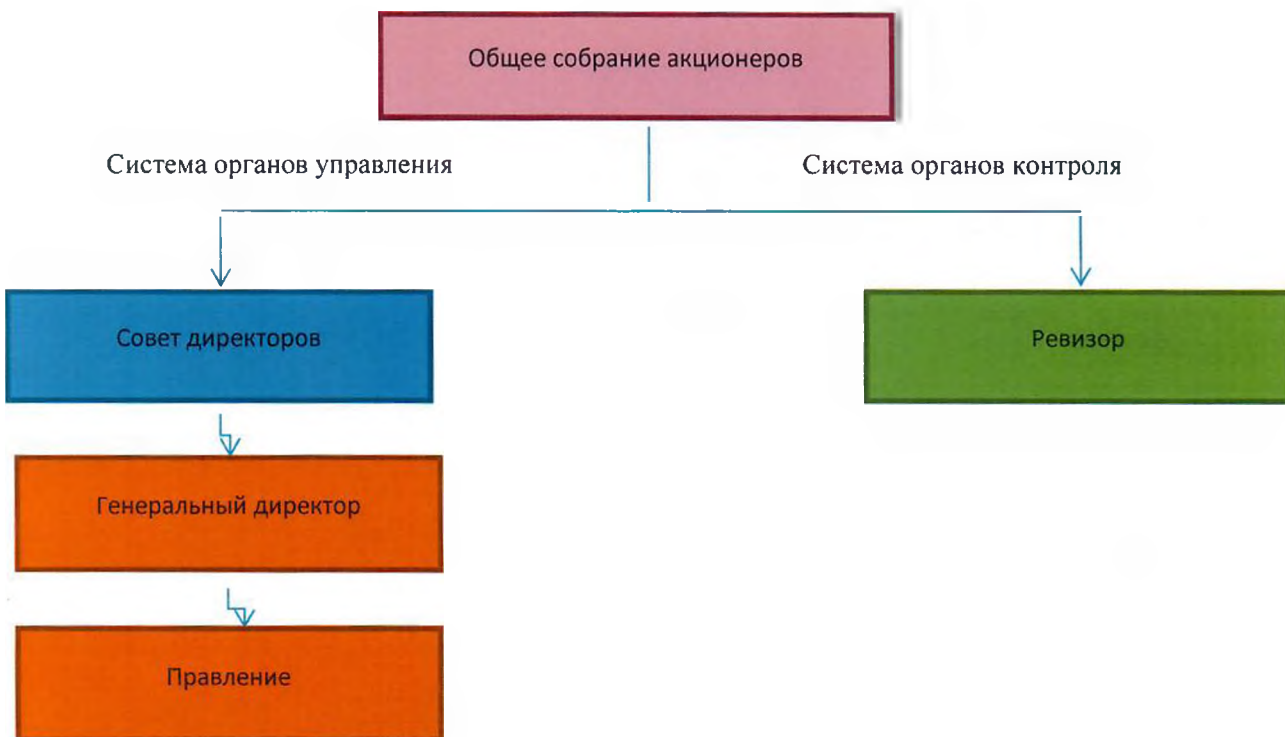 Общее собрание акционеров
Система органов управления
Система органов контроля
Совет директоров
Ревизор
Генеральный директор
Правление